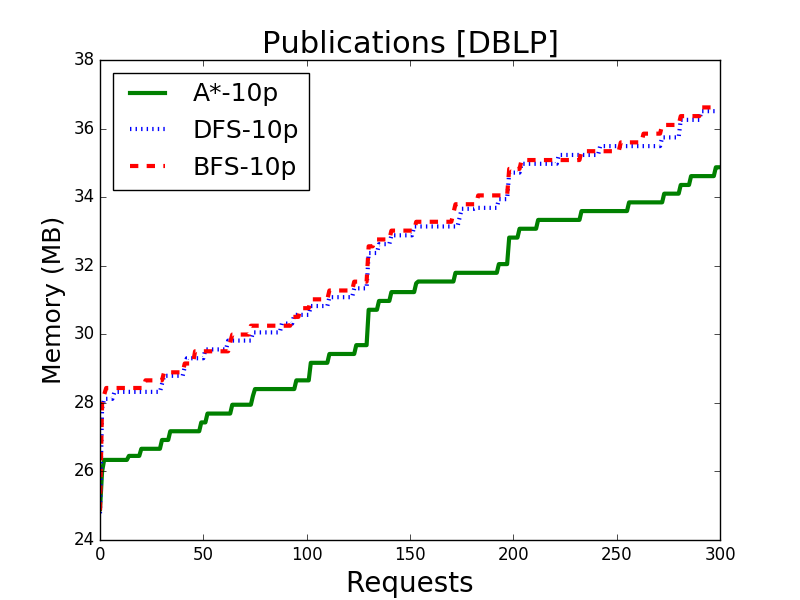 Publications [DBLP]
A*-10p
DFS-10p
BFS-10p
Memory (MB)
38
36
34
32
30
28
26
24
0 50 100 150 200 250 300
Requests